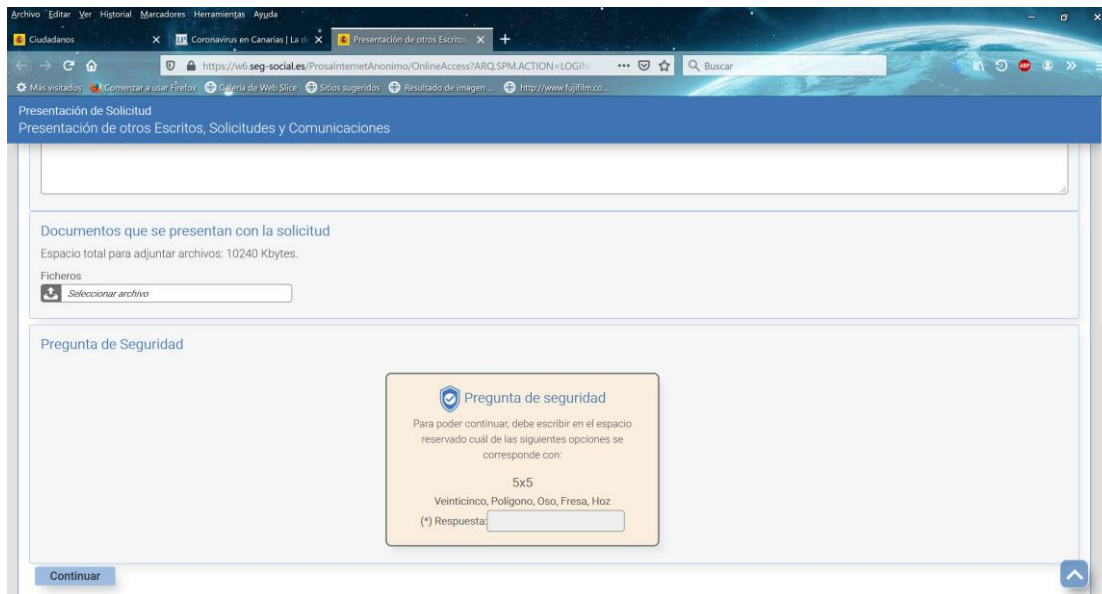 Archivo Editar Ver Historial Marcadores Herramientas Ayuda
Ciudadanos
Coronavirus en Canarias | La d
Presentación de otros Escritos
https://w6.seg-social.es/ProsaInternetAnonimo/OnlineAccess?ARQ.SPM.ACTION=LOGIN
Buscar
Más visitados
Comenzar a usar Firefox
Galería de Web Slice
Sitios sugeridos
Resultado de imagen ...
http://www.fujifilm.co...
Presentación de Solicitud
Presentación de otros Escritos, Solicitudes y Comunicaciones
Documentos que se presentan con la solicitud
Espacio total para adjuntar archivos: 10240 Kbytes.
Ficheros
Seleccionar archivo
Pregunta de Seguridad
Pregunta de seguridad
Para poder continuar, debe escribir en el espacio
reservado cuál de las siguientes opciones se
corresponde con:
5x5
Veinticinco, Polígono, Oso, Fresa, Hoz
(*) Respuesta:
Continuar